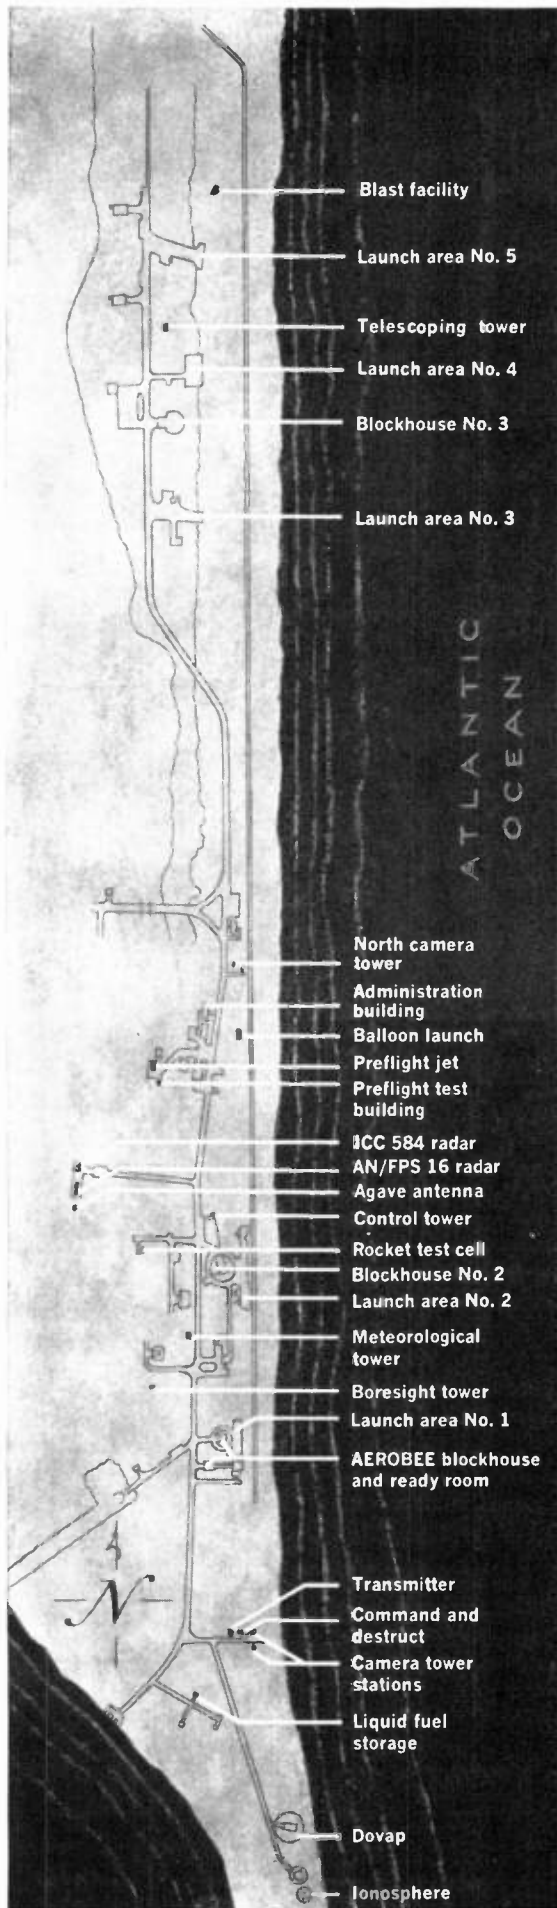 Blast facility
Launch area No. 5
Telescoping tower
Launch area No. 4
Blockhouse No. 3
Launch area No. 3
ATLANTIC
OCEAN
North camera
tower
Administration
building
Balloon launch
Preflight jet
Preflight test
building
ICC 584 radar
AN/FPS 16 radar
Agave antenna
Control tower
Rocket test cell
Blockhouse No. 2
Launch area No. 2
Meteorological
tower
Boresight tower
Launch area No. 1
AEROBEE blockhouse
and ready room
N
Transmitter
Command and
destruct
Camera tower
stations
Liquid fuel
storage
Dovap
Ionosphere